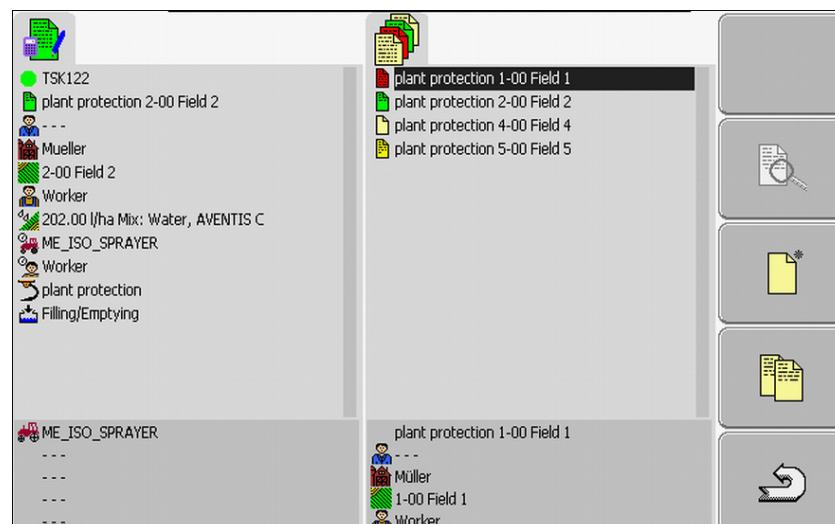 TSK122
plant protection 2-00 Field 2
- - -
Mueller
2-00 Field 2
Worker
202.00 l/ha Mix: Water, AVENTIS C
ME_ISO_SPRAYER
Worker
plant protection
Filling/Emptying
ME_ISO_SPRAYER
- - -
- - -
- - -
- - -
plant protection 1-00 Field 1
plant protection 2-00 Field 2
plant protection 4-00 Field 4
plant protection 5-00 Field 5
plant protection 1-00 Field 1
- - -
Müller
1-00 Field 1
Worker